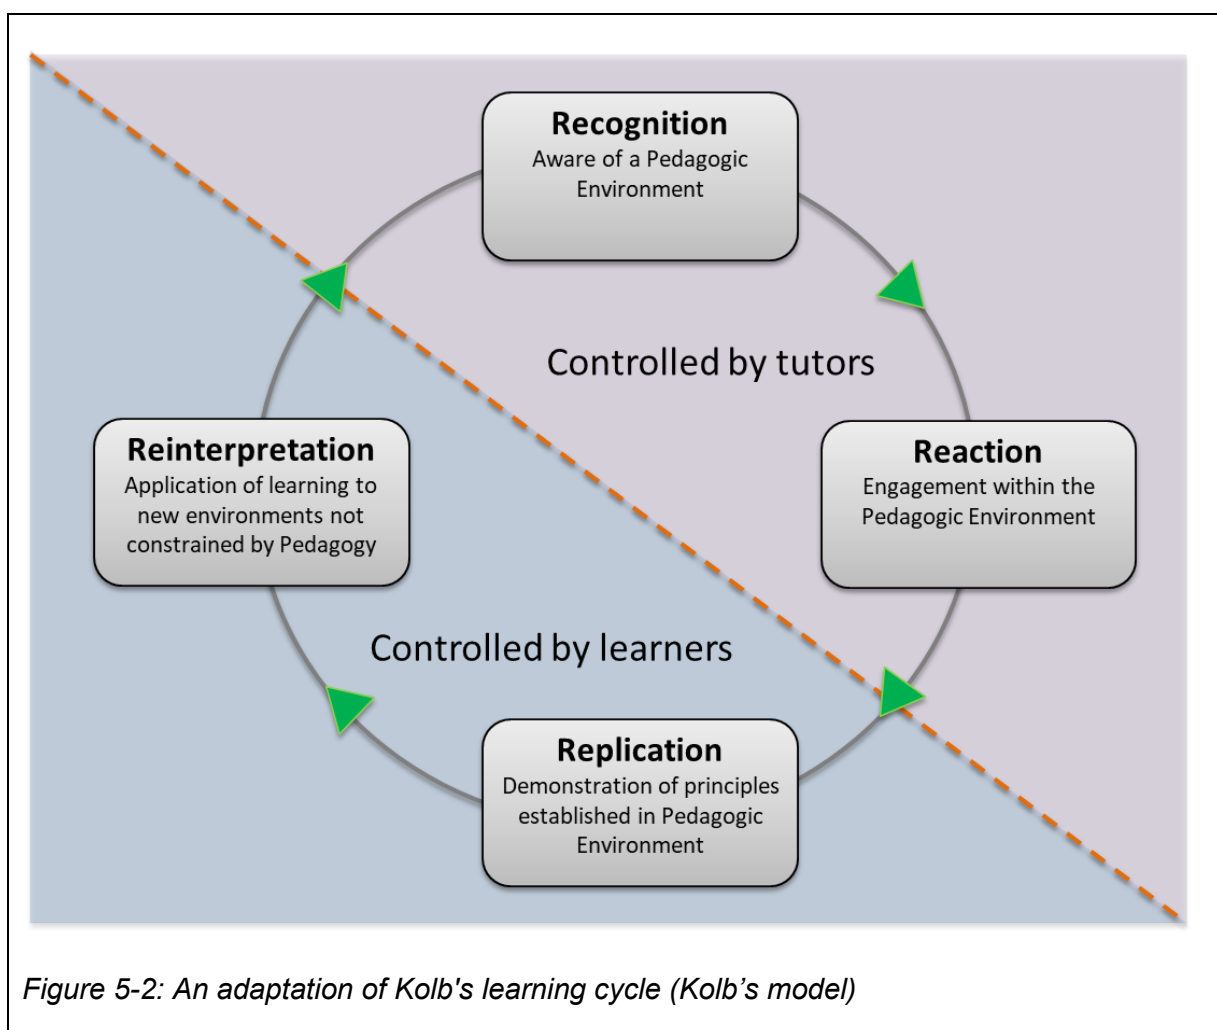 Recognition
Aware of a Pedagogic
Environment
Controlled by tutors
Reaction
Engagement within the
Pedagogic Environment
Reinterpretation
Application of learning to
new environments not
constrained by Pedagogy
Controlled by learners
Replication
Demonstration of principles
established in Pedagogic
Environment
Figure 5-2: An adaptation of Kolb's learning cycle (Kolb’s model)